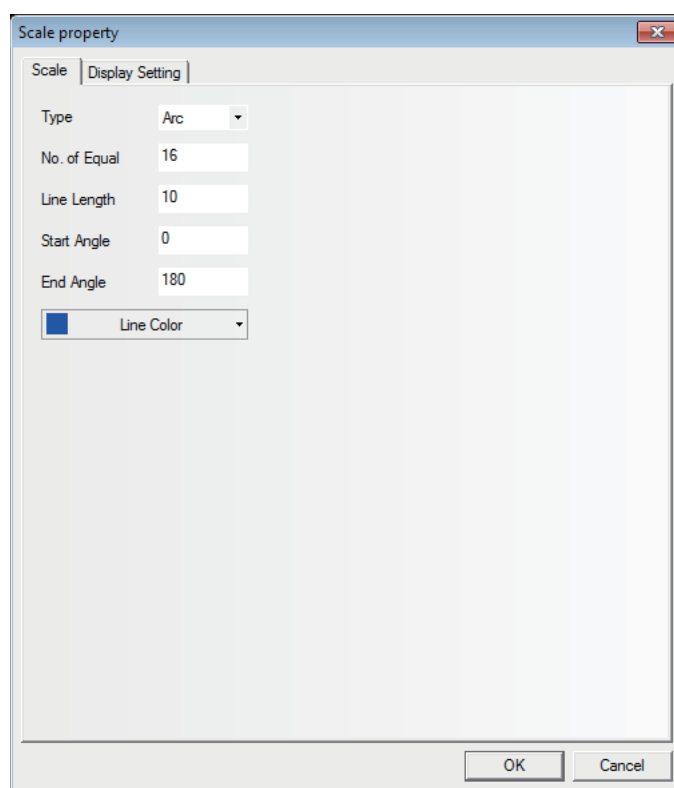 Scale property
Scale Display Setting
Type Arc
No. of Equal 16
Line Length 10
Start Angle 0
End Angle 180
Line Color
OK Cancel